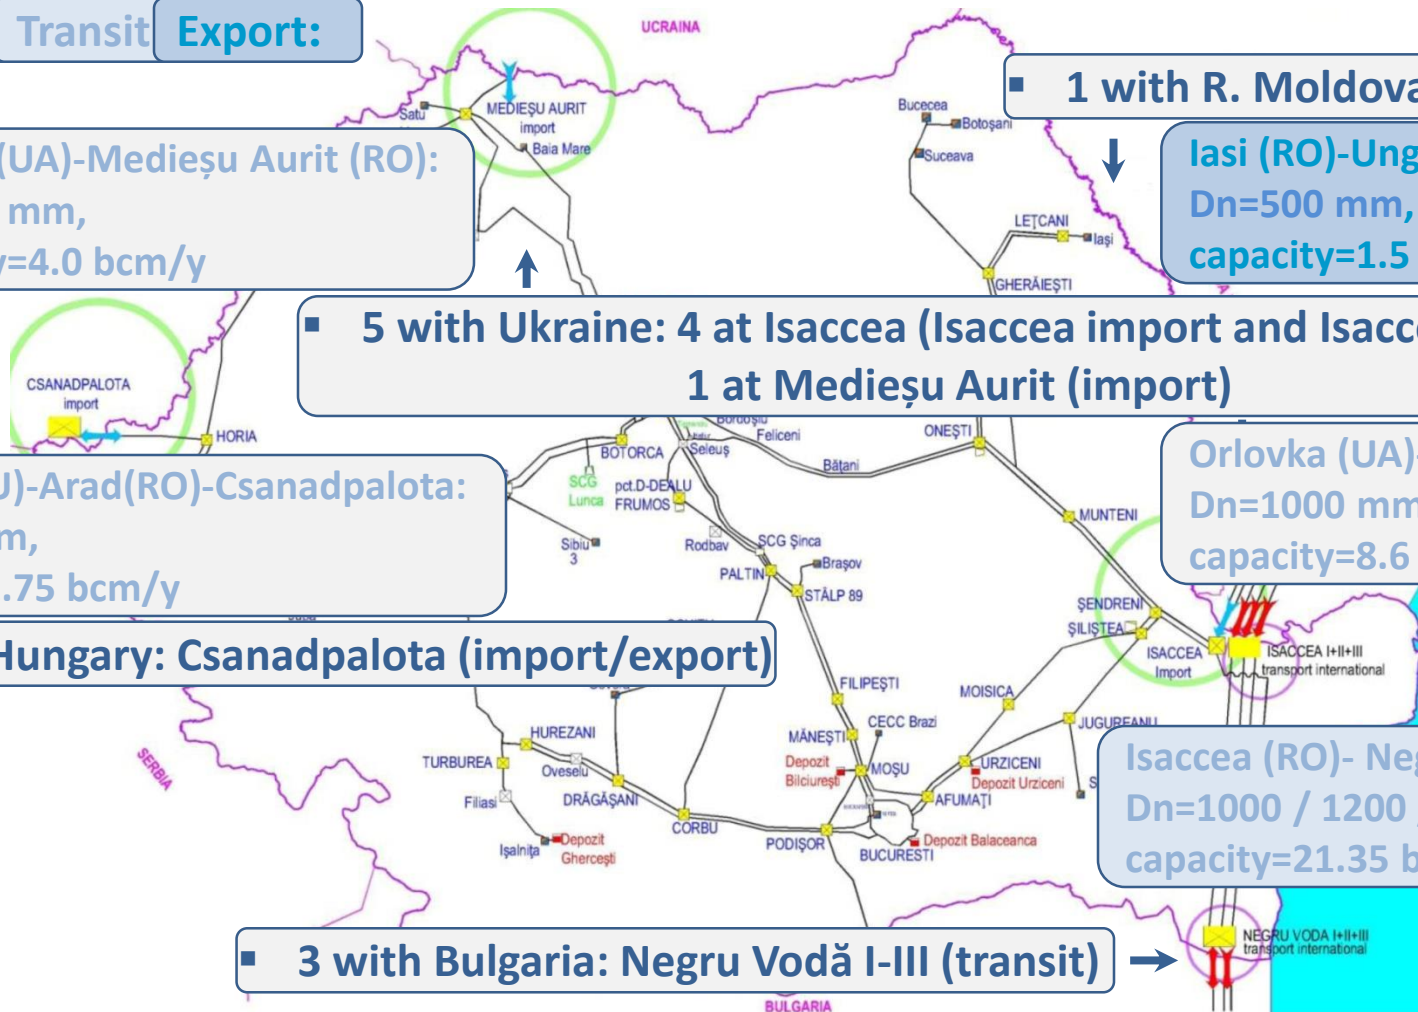 Transit Export:
UCRAINA
1 with R. Moldova
MEDIEŞU AURIT
import
Satu
Baia Mare
Bucecea
Botoşani
Suceava
(UA)-Medieșu Aurit (RO):
mm,
=4.0 bcm/y
Iasi (RO)-Ung
Dn=500 mm,
capacity=1.5
LEŢCANI
Iaşi
GHERĂIEŞTI
5 with Ukraine: 4 at Isaccea (Isaccea import and Isacc
1 at Medieșu Aurit (import)
CSANADPALOTA
import
HORIA
BOTORCA
Seleuş
Feliceni
Bătani
ONEŞTI
SCG
Lunca
pct.D-DEALU
FRUMOS
MUNTENI
Orlovka (UA)-
Dn=1000 mm
capacity=8.6
)-Arad(RO)-Csanadpalota:
m,
.75 bcm/y
Sibiu
3
Rodbav
SCG Şinca
PALTIN
Braşov
STÂLP 89
ŞENDRENI
ŞILIŞTEA
ISACCEA
Import
ISACCEA I+II+III
transport international
Hungary: Csanadpalota (import/export)
FILIPEŞTI
MOISICA
CECC Brazi
MĂNEŞTI
JUGUREANU
SERBIA
HUREZANI
TURBUREA
Oveselu
Filiasi
DRĂGĂŞANI
Depozit
Bilciureşti
MOŞU
URZICENI
Depozit Urziceni
S
AFUMAŢI
CORBU
PODIŞOR
BUCURESTI
Depozit Balaceanca
Işalniţa
Depozit
Gherceşti
Isaccea (RO)- Neg
Dn=1000 / 1200
capacity=21.35 b
3 with Bulgaria: Negru Vodă I-III (transit)
NEGRU VODA I+II+III
transport international
BULGARIA